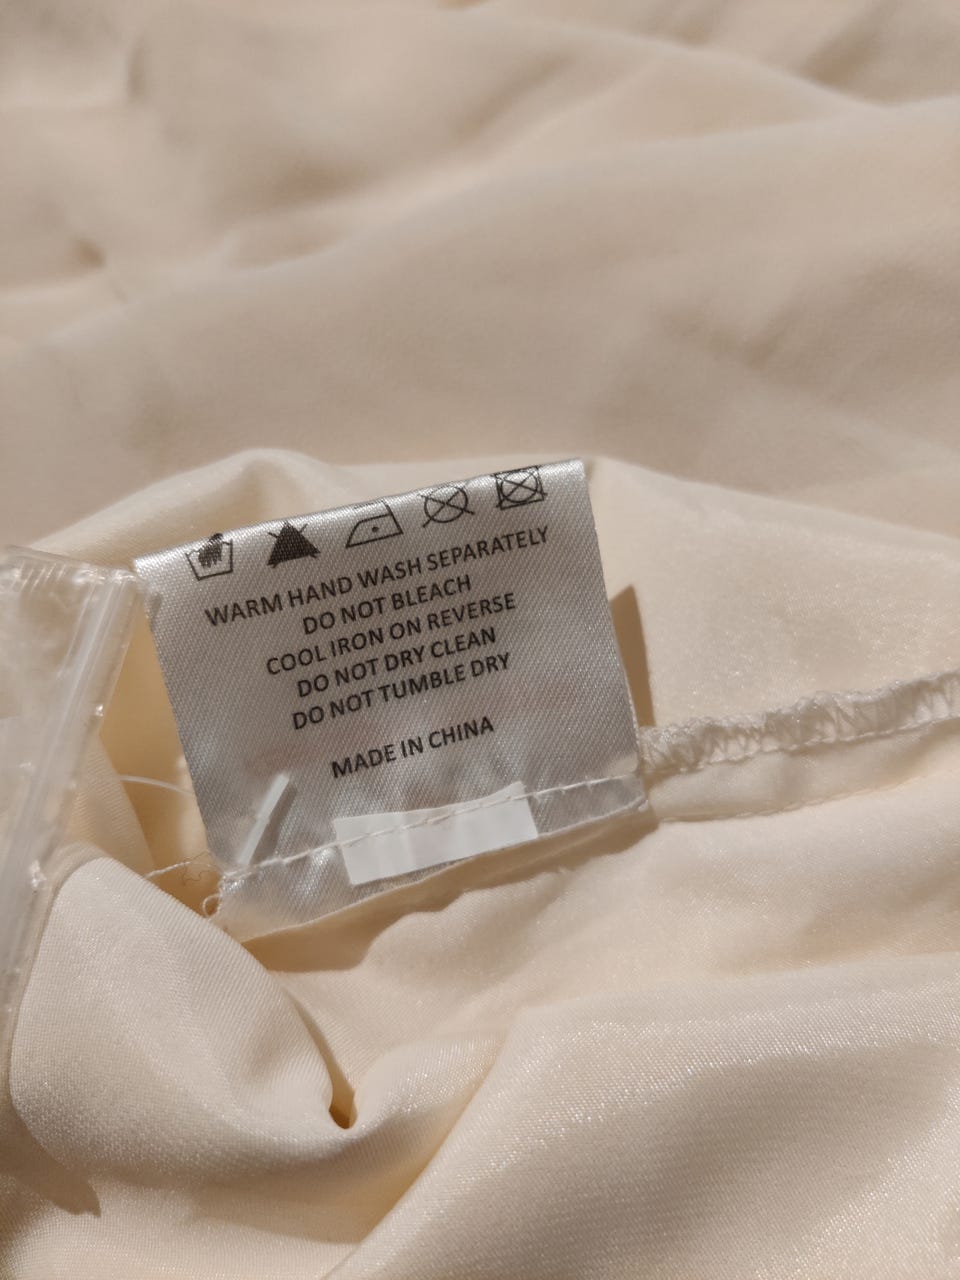 WARM HAND WASH SEPARATELY
DO NOT BLEACH
COOL IRON ON REVERSE
DO NOT DRY CLEAN
DO NOT TUMBLE DRY
MADE IN CHINA